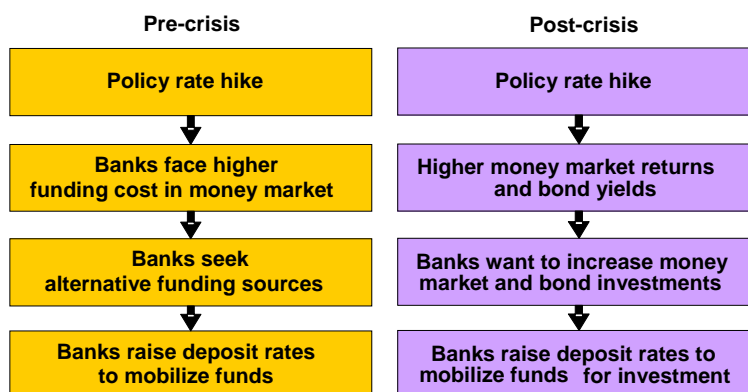 Pre-crisis
Policy rate hike
Banks face higher
funding cost in money market
Banks seek
alternative funding sources
Banks raise deposit rates
to mobilize funds
Post-crisis
Policy rate hike
Higher money market returns
and bond yields
Banks want to increase money
market and bond investments
Banks raise deposit rates to
mobilize funds for investment